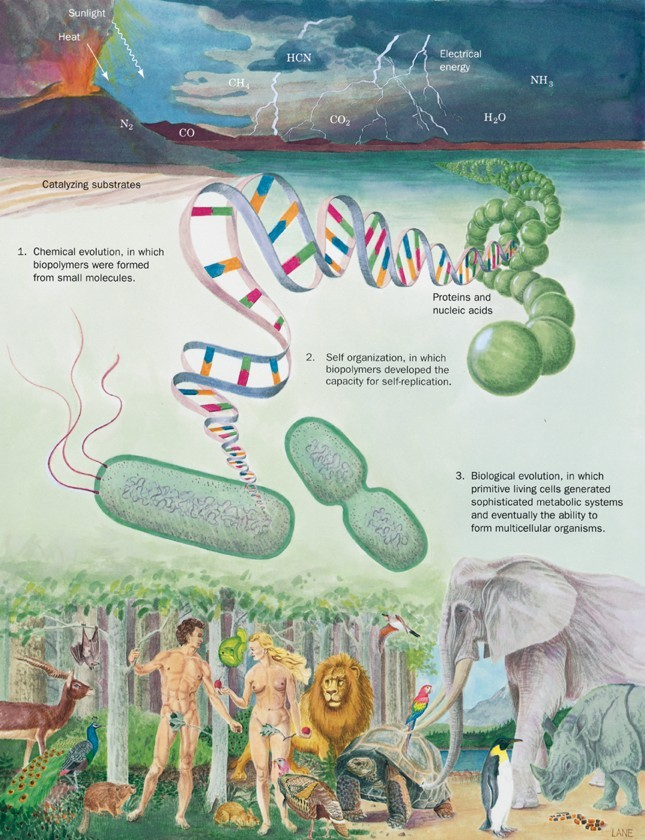 Sunlight
Heat
HCN
Electrical
energy
CH₄
NH₃
N₂
CO
CO₂
H₂O
Catalyzing substrates
1. Chemical evolution, in which
biopolymers were formed
from small molecules.
Proteins and
nucleic acids
2. Self organization, in which
biopolymers developed the
capacity for self-replication.
3. Biological evolution, in which
primitive living cells generated
sophisticated metabolic systems
and eventually the ability to
form multicellular organisms.
LANE